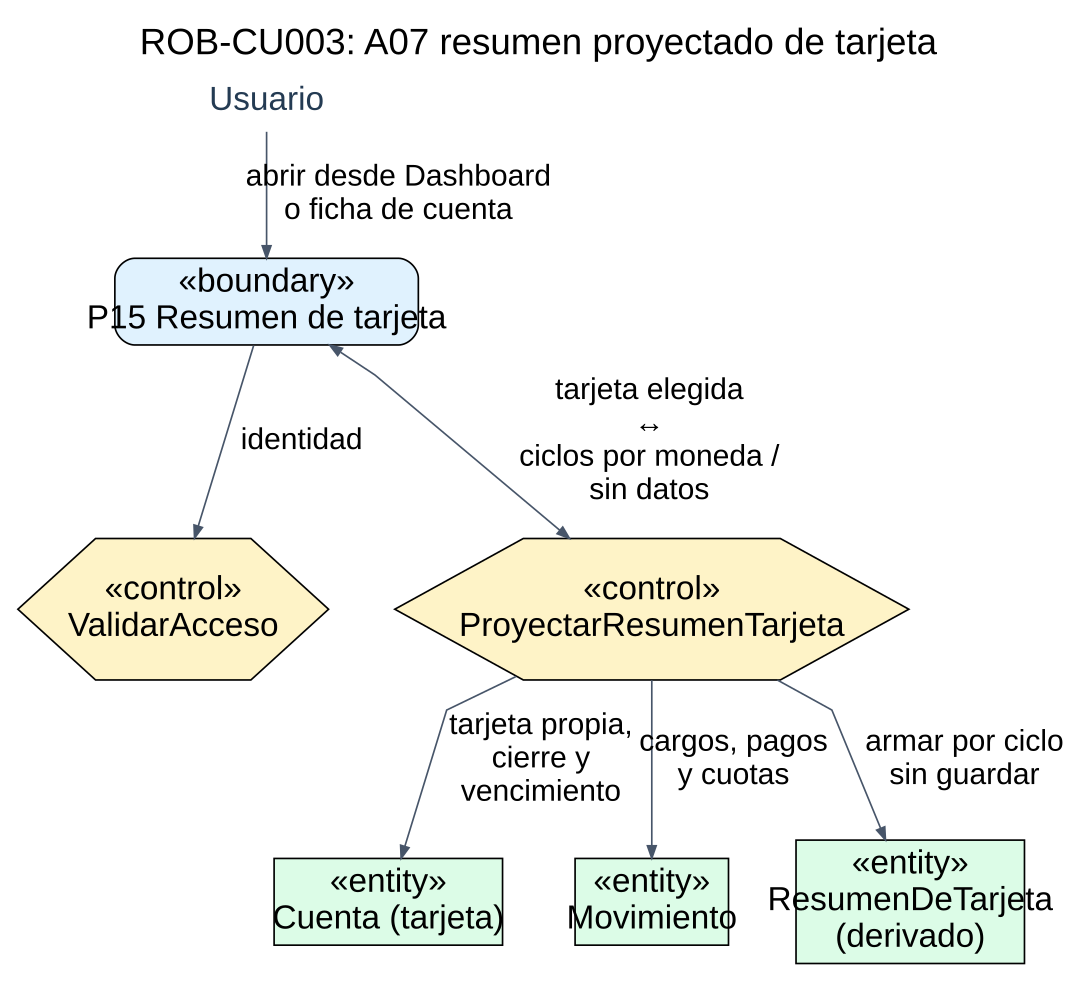 ROB-CU003: A07 resumen proyectado de tarjeta
Usuario
abrir desde Dashboard
o ficha de cuenta
«boundary»
P15 Resumen de tarjeta
identidad
tarjeta elegida
↔
ciclos por moneda /
sin datos
«control»
ValidarAcceso
«control»
ProyectarResumenTarjeta
tarjeta propia,
cierre y
vencimiento
cargos, pagos
y cuotas
armar por ciclo
sin guardar
«entity»
Cuenta (tarjeta)
«entity»
Movimiento
«entity»
ResumenDeTarjeta
(derivado)